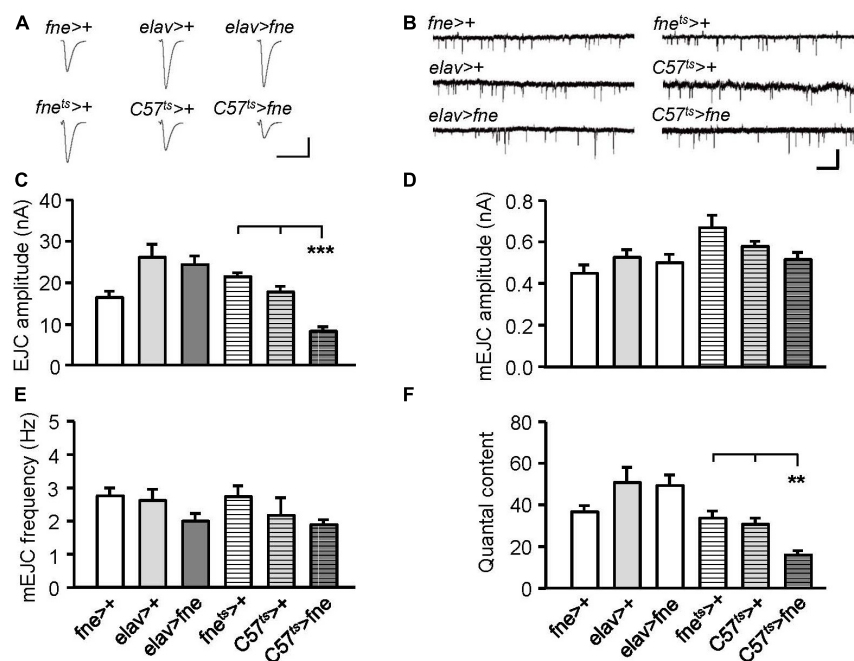 A
fne>+ elav>+ elav>fne
fneᵗˢ>+ C57ᵗˢ>+ C57ᵗˢ>fne
B
fne>+ fneᵗˢ>+
elav>+ C57ᵗˢ>+
elav>fne C57ᵗˢ>fne
C
EJC amplitude (nA)
40
30
20
10
0
***
D
mEJC amplitude (nA)
0.8
0.6
0.4
0.2
0.0
E
mEJC frequency (Hz)
5
4
3
2
1
0
fne>+ elav>+ elav>fne fneᵗˢ>+ C57ᵗˢ>+ C57ᵗˢ>fne
F
Quantal content
80
60
40
20
0
**
fne>+ elav>+ elav>fne fneᵗˢ>+ C57ᵗˢ>+ C57ᵗˢ>fne